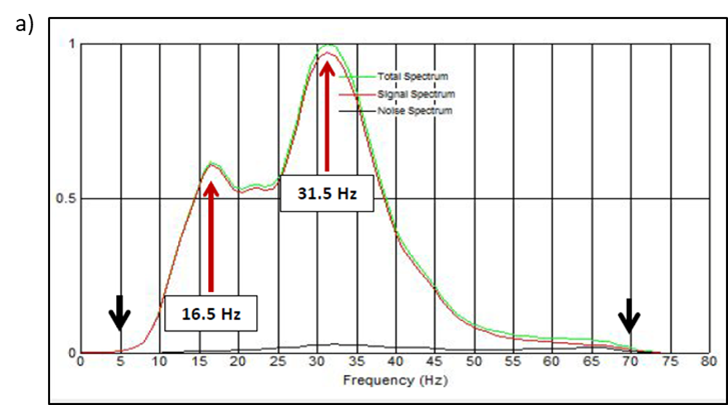 a)
1
Total Spectrum
Signal Spectrum
Noise Spectrum
0.5
31.5 Hz
16.5 Hz
0
0 5 10 15 20 25 30 35 40 45 50 55 60 65 70 75 80
Frequency (Hz)